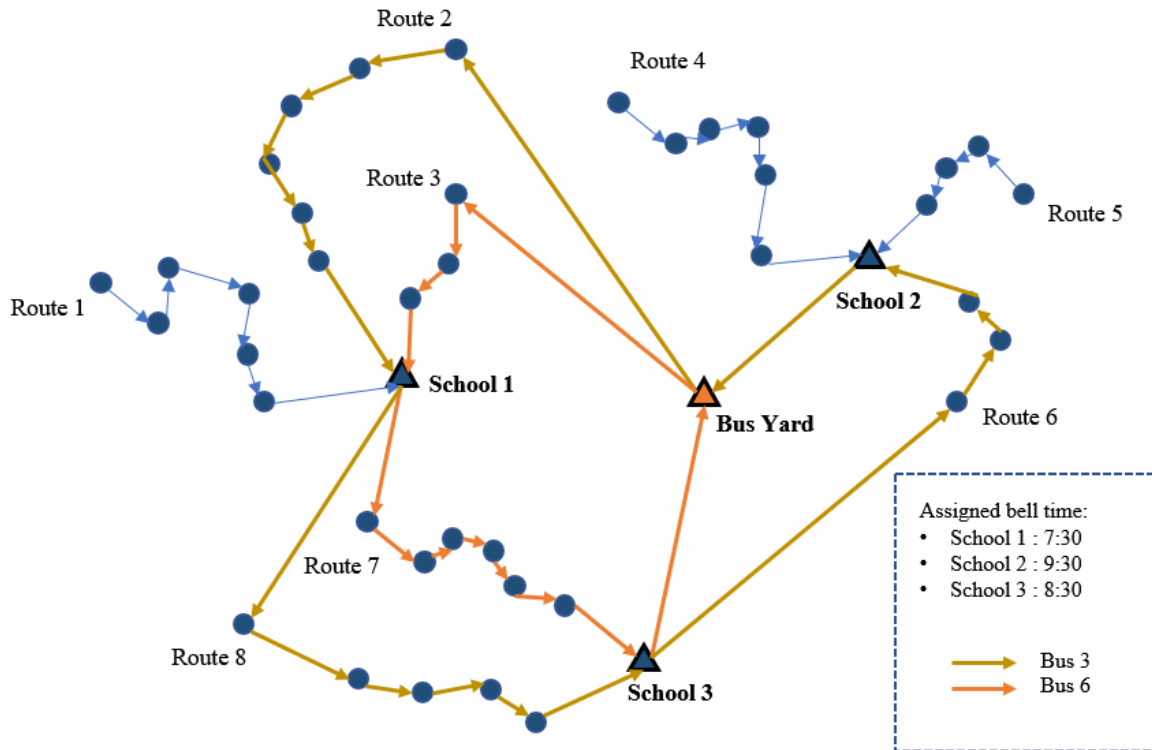 Route 2
Route 4
Route 3
Route 5
Route 1
School 2
School 1
Bus Yard
Route 6
Assigned bell time:
• School 1 : 7:30
• School 2 : 9:30
• School 3 : 8:30
Route 7
Route 8
School 3
Bus 3
Bus 6